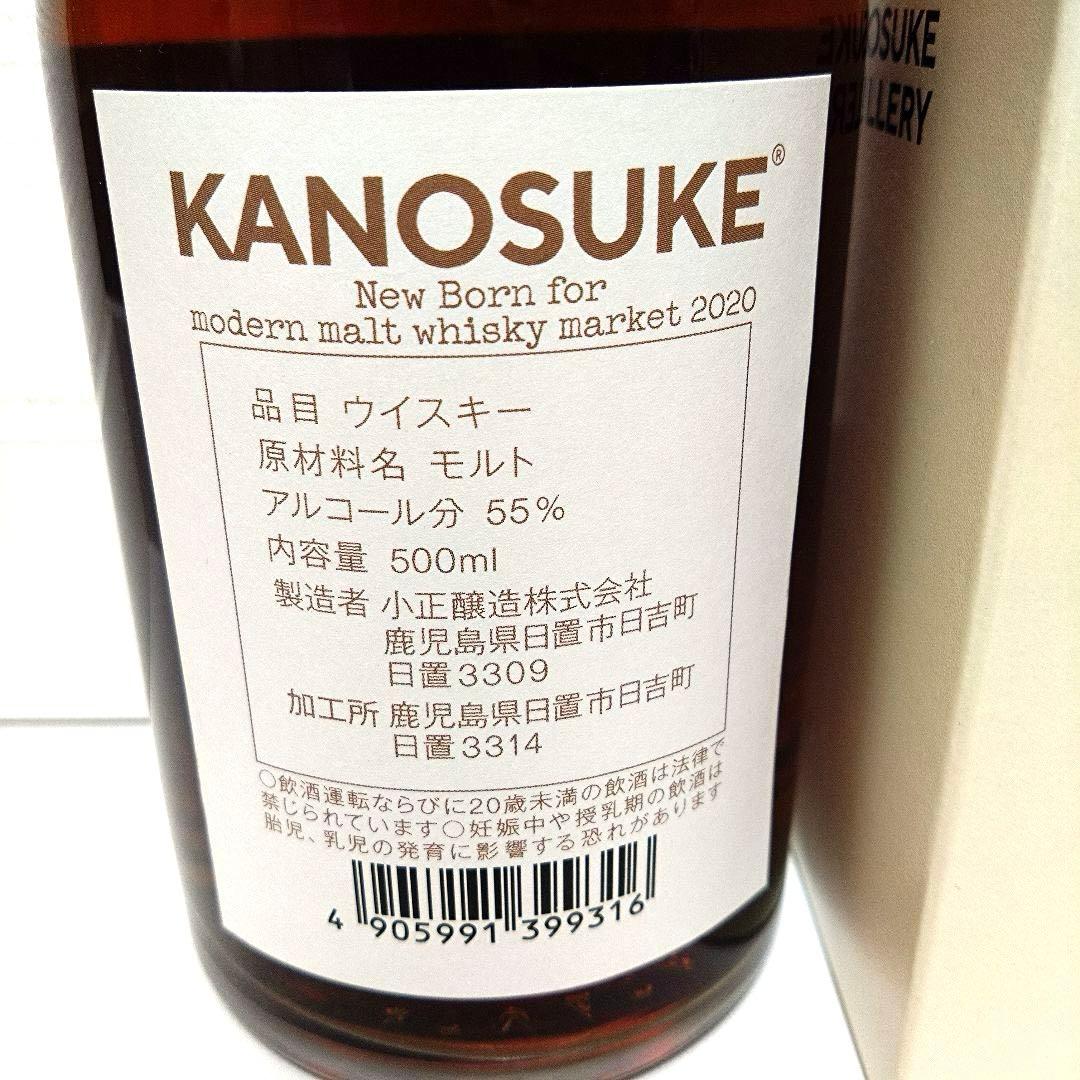 KANOSUKE®
New Born for
modern malt whisky market 2020
品目 ウイスキー
原材料名 モルト
アルコール分 55%
内容量 500ml
製造者 小正醸造株式会社
鹿児島県日置市日吉町
日置3309
加工所 鹿児島県日置市日吉町
日置3314
○飲酒運転ならびに20歳未満の飲酒は法律で
禁じられています○妊娠中や授乳期の飲酒は
胎児、乳児の発育に影響する恐れがあります
4 905991 399316
OSUKE
LLERY